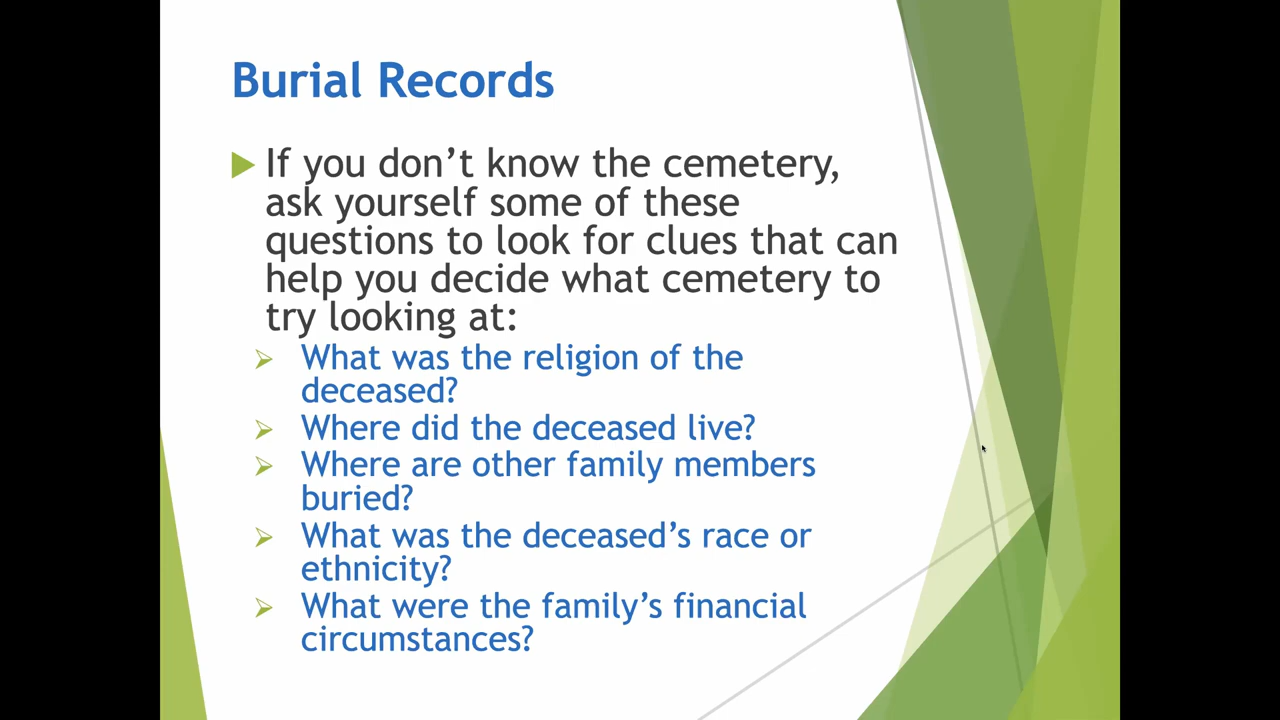 Burial Records
If you don’t know the cemetery,
ask yourself some of these
questions to look for clues that can
help you decide what cemetery to
try looking at:
What was the religion of the
deceased?
Where did the deceased live?
Where are other family members
buried?
What was the deceased’s race or
ethnicity?
What were the family’s financial
circumstances?